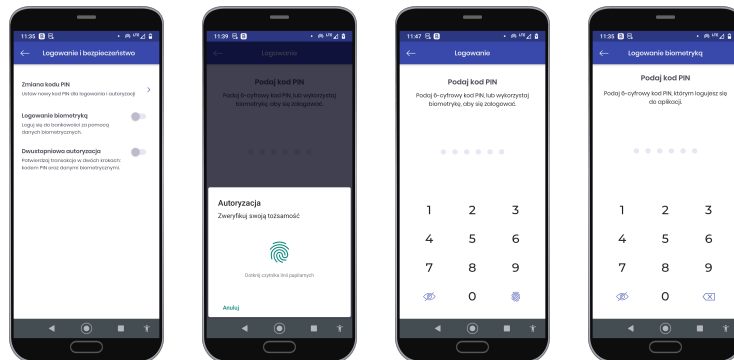 11:35
Logowanie i bezpieczeństwo
Zmiana kodu PIN
Ustaw nowy kod PIN dla logowania i autoryzacji
Logowanie biometryką
Loguj się do bankowości za pomocą
danych biometrycznych.
Dwustopniowa autoryzacja
Potwierdzaj transakcje w dwóch krokach:
kodem PIN oraz danymi biometrycznymi.
11:39
Logowanie
Podaj kod PIN
Podaj 6-cyfrowy kod PIN, lub wykorzystaj
biometrykę, aby się zalogować.
Autoryzacja
Zweryfikuj swoją tożsamość
Dotknij czytnika linii papilarnych
Anuluj
11:47
Logowanie
Podaj kod PIN
Podaj 6-cyfrowy kod PIN, lub wykorzystaj
biometrykę, aby się zalogować.
1 2 3
4 5 6
7 8 9
0
11:35
Logowanie biometryką
Podaj kod PIN
Podaj 6-cyfrowy kod PIN, którym logujesz się
do aplikacji.
1 2 3
4 5 6
7 8 9
0